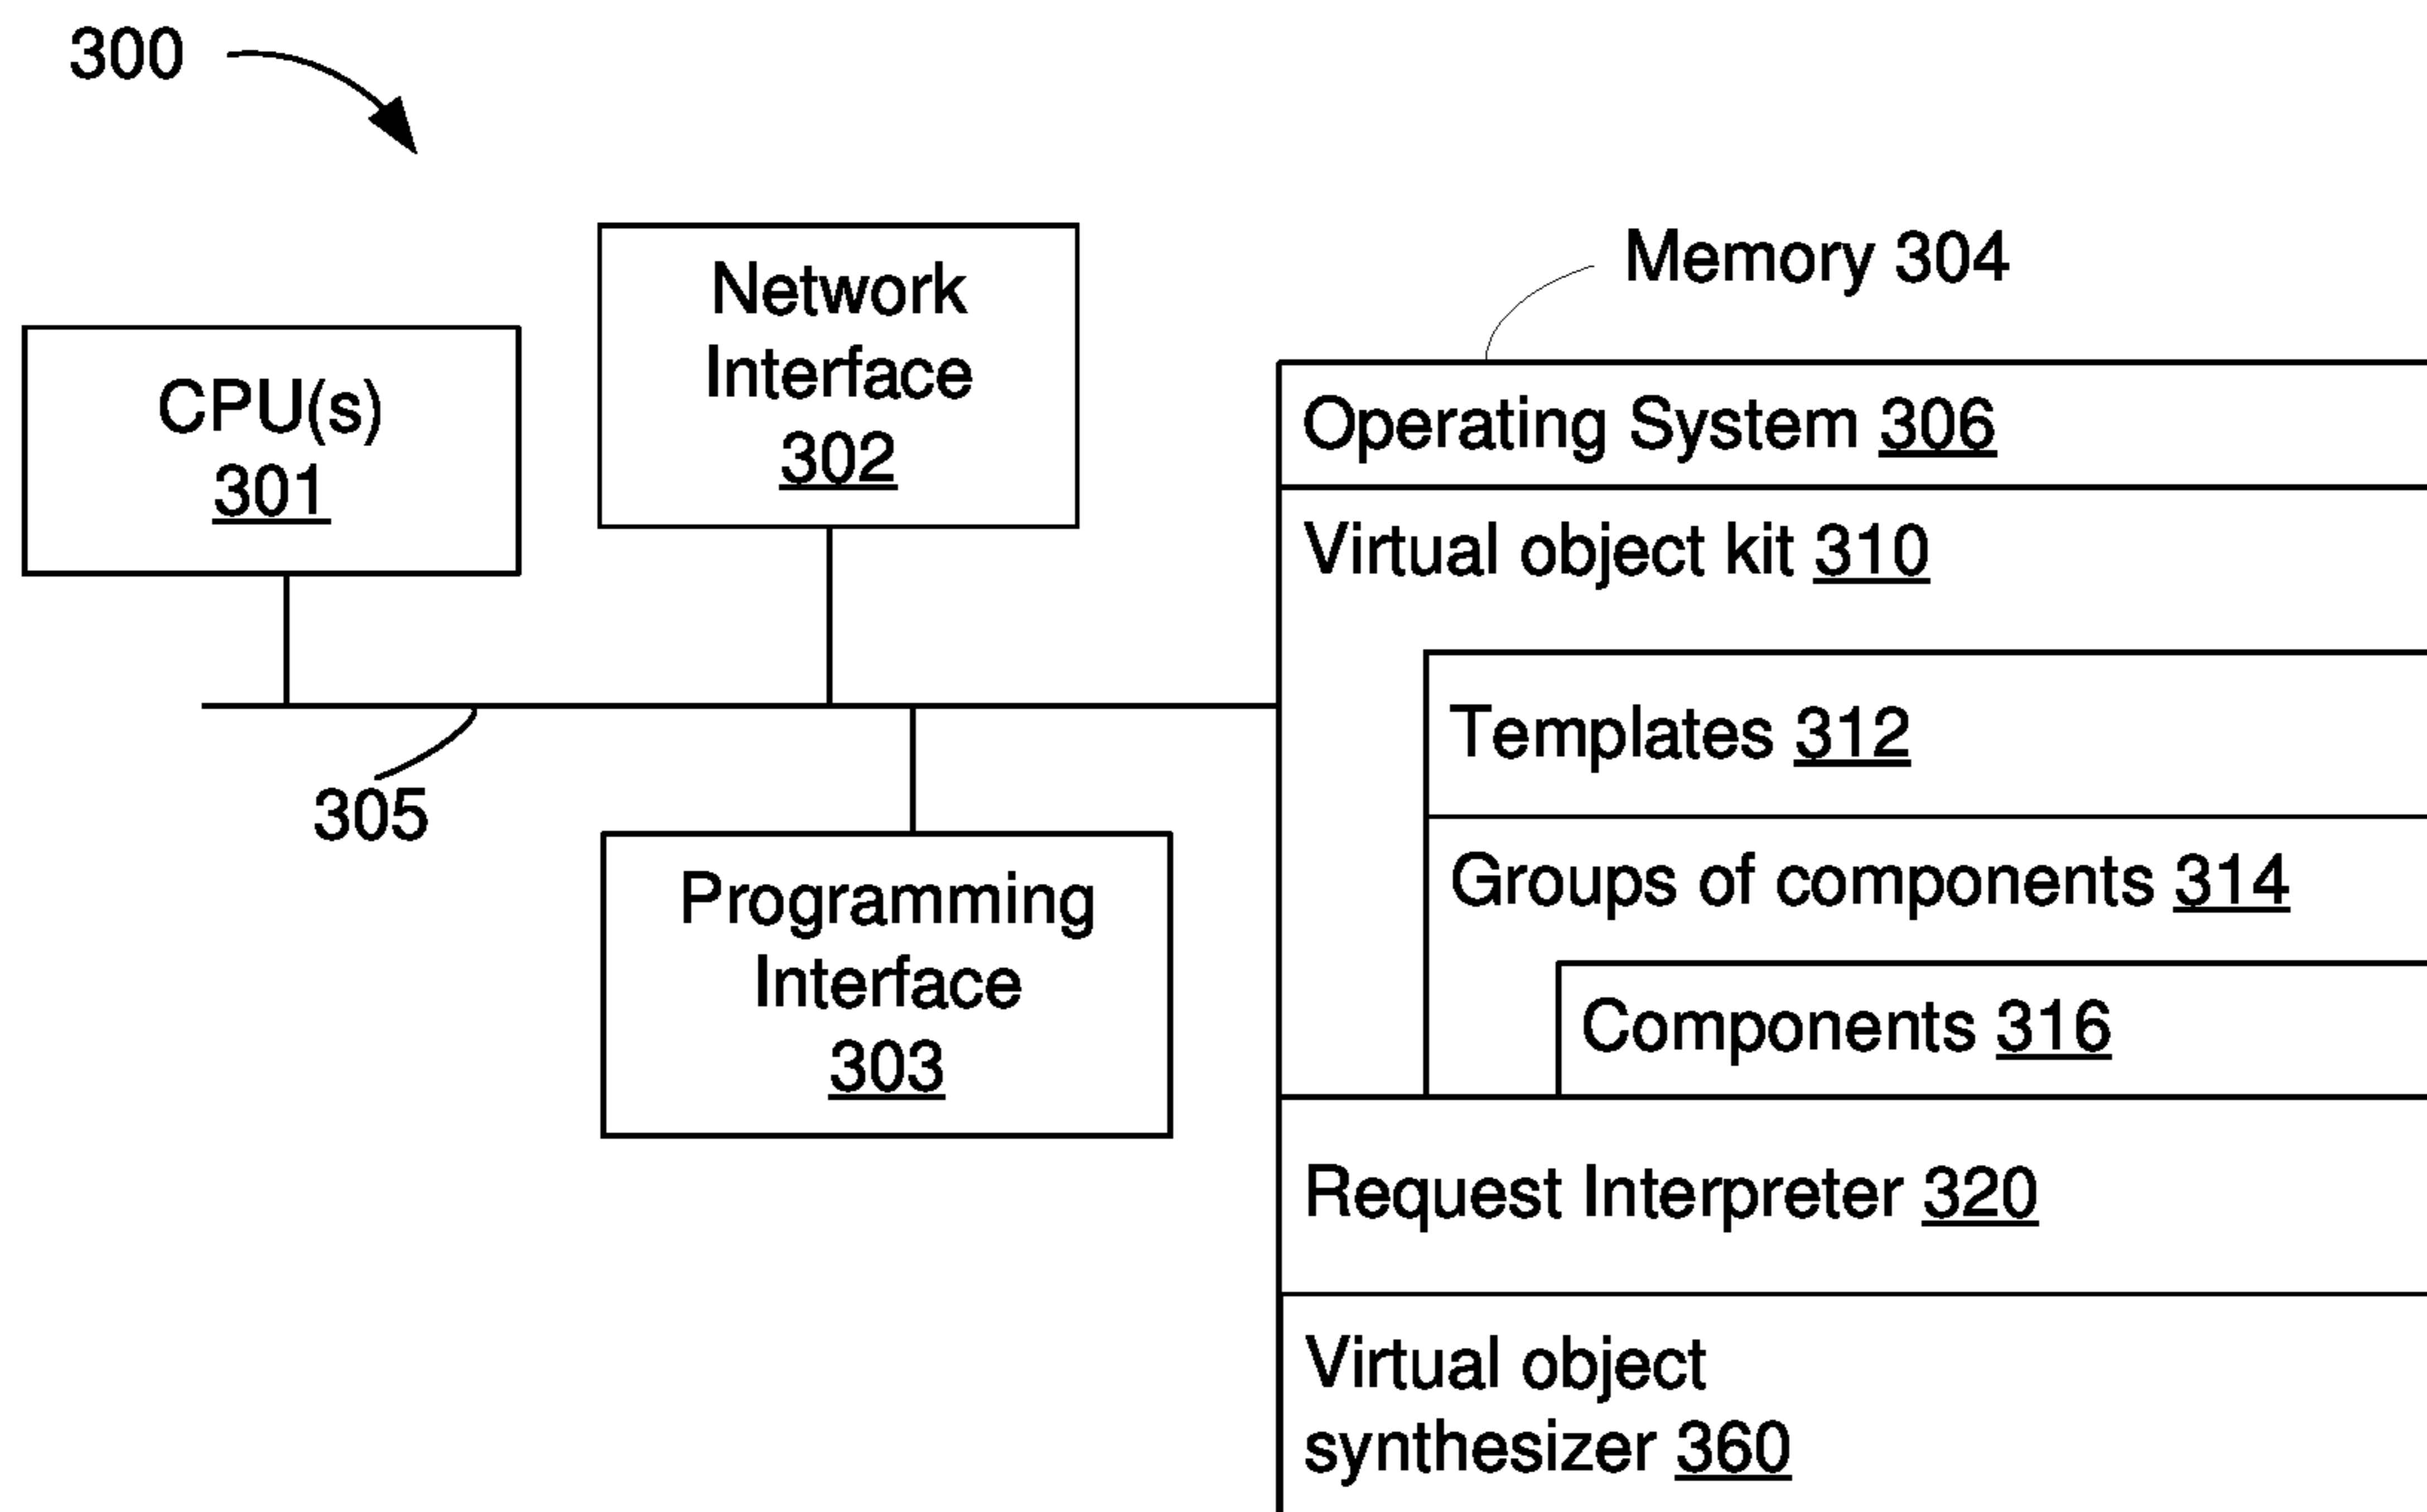 300
CPU(s)
301
Network
Interface
302
305
Programming
Interface
303
Memory 304
Operating System 306
Virtual object kit 310
Templates 312
Groups of components 314
Components 316
Request Interpreter 320
Virtual object
synthesizer 360